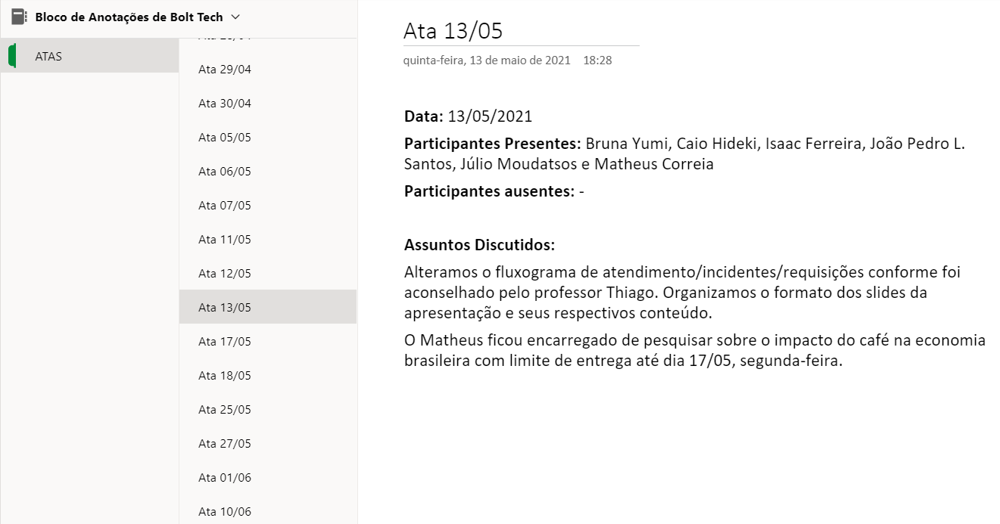 Bloco de Anotações de Bolt Tech
ATAS
Ata 29/04
Ata 30/04
Ata 05/05
Ata 06/05
Ata 07/05
Ata 11/05
Ata 12/05
Ata 13/05
Ata 17/05
Ata 18/05
Ata 25/05
Ata 27/05
Ata 01/06
Ata 10/06
Ata 13/05
quinta-feira, 13 de maio de 2021 18:28
Data: 13/05/2021
Participantes Presentes: Bruna Yumi, Caio Hideki, Isaac Ferreira, João Pedro L.
Santos, Júlio Moudatsos e Matheus Correia
Participantes ausentes: -
Assuntos Discutidos:
Alteramos o fluxograma de atendimento/incidentes/requisições conforme foi
aconselhado pelo professor Thiago. Organizamos o formato dos slides da
apresentação e seus respectivos conteúdo.
O Matheus ficou encarregado de pesquisar sobre o impacto do café na economia
brasileira com limite de entrega até dia 17/05, segunda-feira.